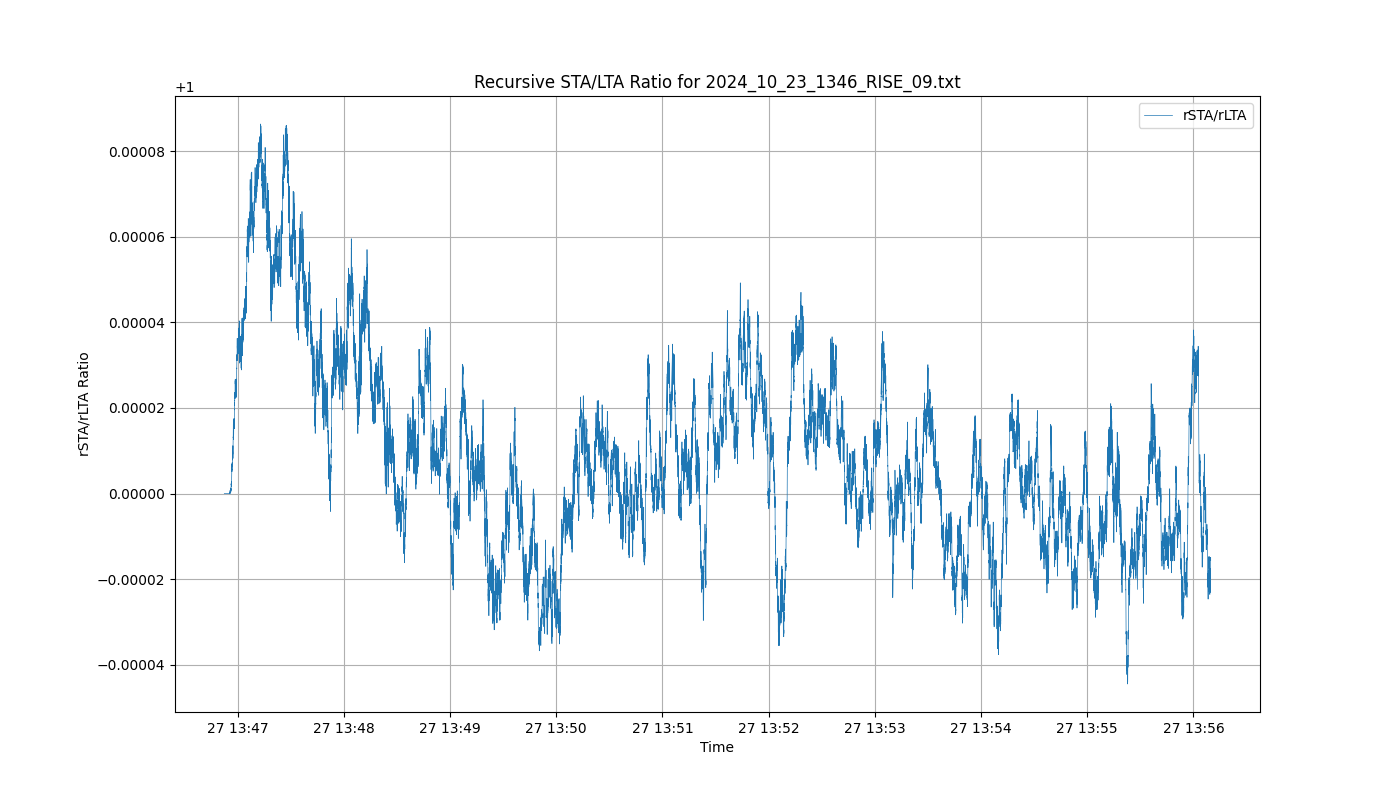 Recursive STA/LTA Ratio for 2024_10_23_1346_RISE_09.txt
+1
rSTA/rLTA
0.00008
0.00006
0.00004
0.00002
0.00000
−0.00002
−0.00004
rSTA/rLTA Ratio
27 13:47 27 13:48 27 13:49 27 13:50 27 13:51 27 13:52 27 13:53 27 13:54 27 13:55 27 13:56
Time